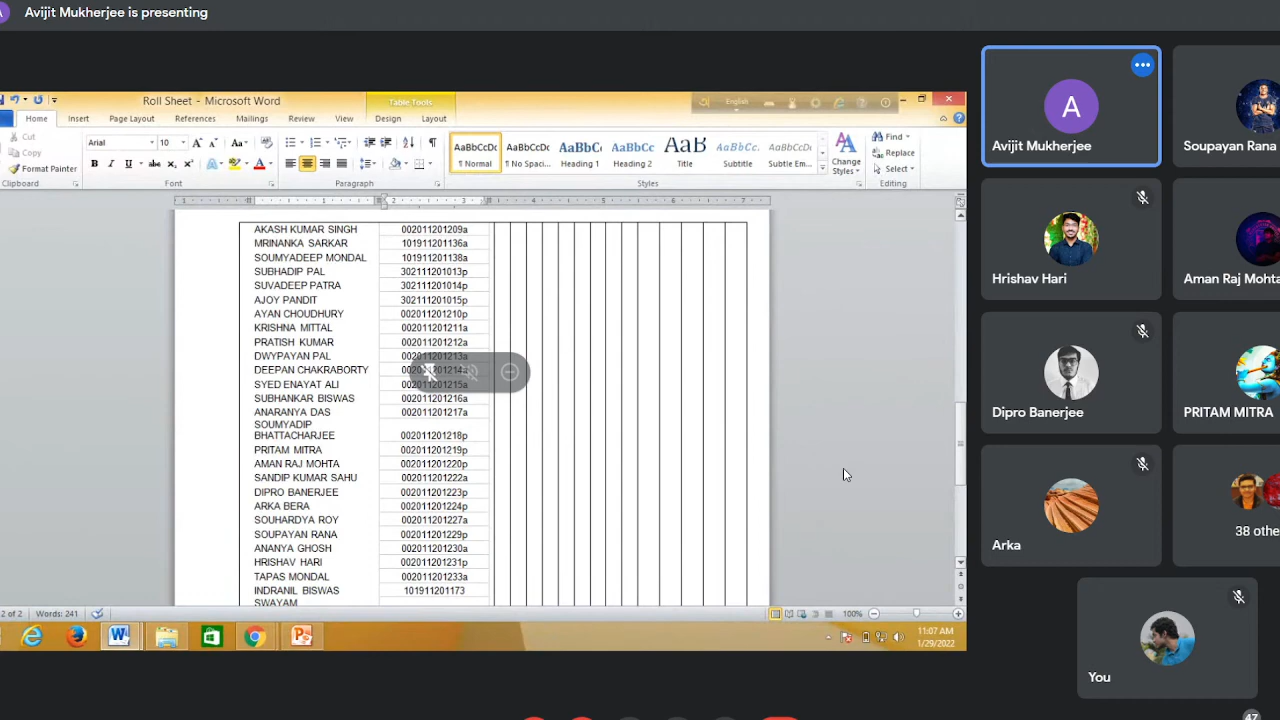 Avijit Mukherjee is presenting
Roll Sheet - Microsoft Word
Table Tools
English
Home Insert Page Layout References Mailings Review View Design Layout
Cut
Copy
Format Painter
Clipboard
Arial 10
Font
Paragraph
AaBbCcDc AaBbCcDc AaBbCc AaBbCc AaB AaBbCc. AaBbCcDc
¶ Normal ¶ No Spaci... Heading 1 Heading 2 Title Subtitle Subtle Em...
Styles
Change Styles
Find
Replace
Select
Editing
AKASH KUMAR SINGH 002011201209a
MRINANKA SARKAR 101911201136a
SOUMYADEEP MONDAL 101911201138a
SUBHADIP PAL 302111201013p
SUVADEEP PATRA 302111201014p
AJOY PANDIT 302111201015p
AYAN CHOUDHURY 002011201210p
KRISHNA MITTAL 002011201211a
PRATISH KUMAR 002011201212a
DWYPAYAN PAL 002011201213a
DEEPAN CHAKRABORTY 002011201214a
SYED ENAYAT ALI 002011201215a
SUBHANKAR BISWAS 002011201216a
ANARANYA DAS 002011201217a
SOUMYADIP
BHATTACHARJEE 002011201218p
PRITAM MITRA 002011201219p
AMAN RAJ MOHTA 002011201220p
SANDIP KUMAR SAHU 002011201222a
DIPRO BANERJEE 002011201223p
ARKA BERA 002011201224p
SOUHARDYA ROY 002011201227a
SOUPAYAN RANA 002011201229p
ANANYA GHOSH 002011201230a
HRISHAV HARI 002011201231p
TAPAS MONDAL 002011201233a
INDRANIL BISWAS 101911201173
SWAYAM
2 of 2 Words: 241
100%
11:07 AM
1/29/2022
A
Avijit Mukherjee
Soupayan Rana
Hrishav Hari
Aman Raj Mohta
Dipro Banerjee
PRITAM MITRA
Arka
38 othe
You
47